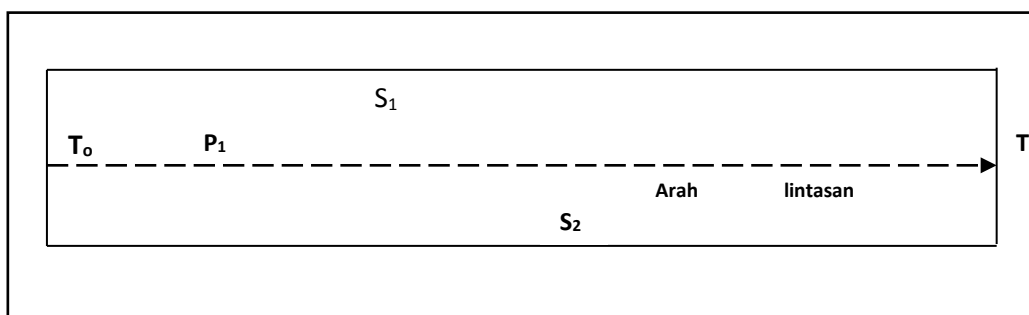 S₁
Tₒ P₁ T
Arah lintasan
S₂